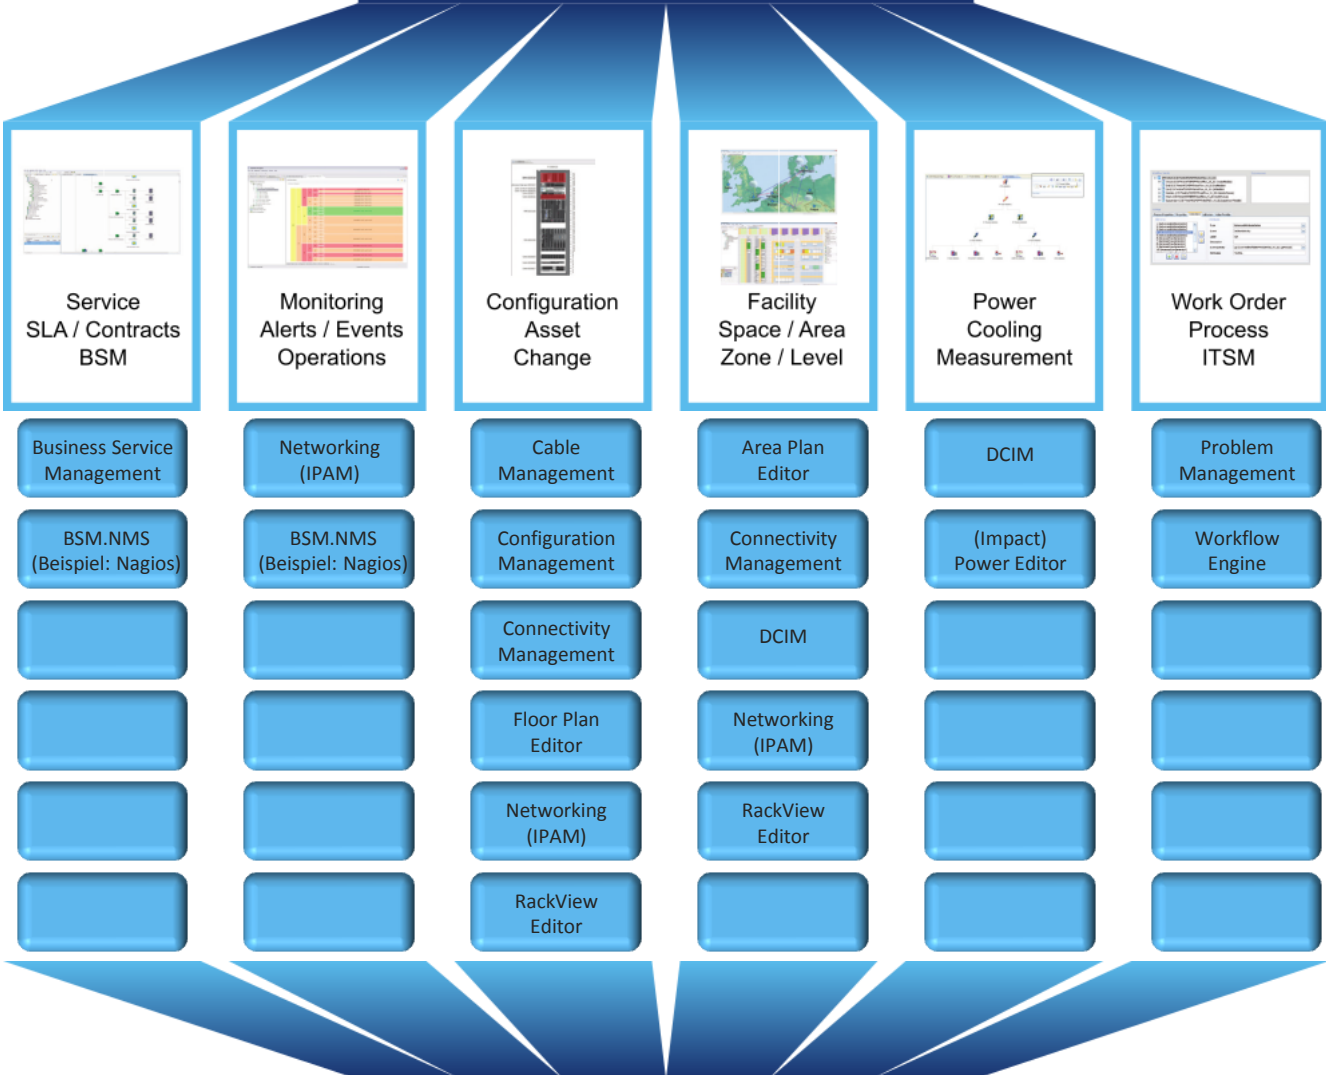 Service
SLA / Contracts
BSM
Monitoring
Alerts / Events
Operations
Configuration
Asset
Change
Facility
Space / Area
Zone / Level
Power
Cooling
Measurement
Work Order
Process
ITSM
Business Service
Management
Networking
(IPAM)
Cable
Management
Area Plan
Editor
DCIM
Problem
Management
BSM.NMS
(Beispiel: Nagios)
BSM.NMS
(Beispiel: Nagios)
Configuration
Management
Connectivity
Management
(Impact)
Power Editor
Workflow
Engine
Connectivity
Management
DCIM
Floor Plan
Editor
Networking
(IPAM)
Networking
(IPAM)
RackView
Editor
RackView
Editor